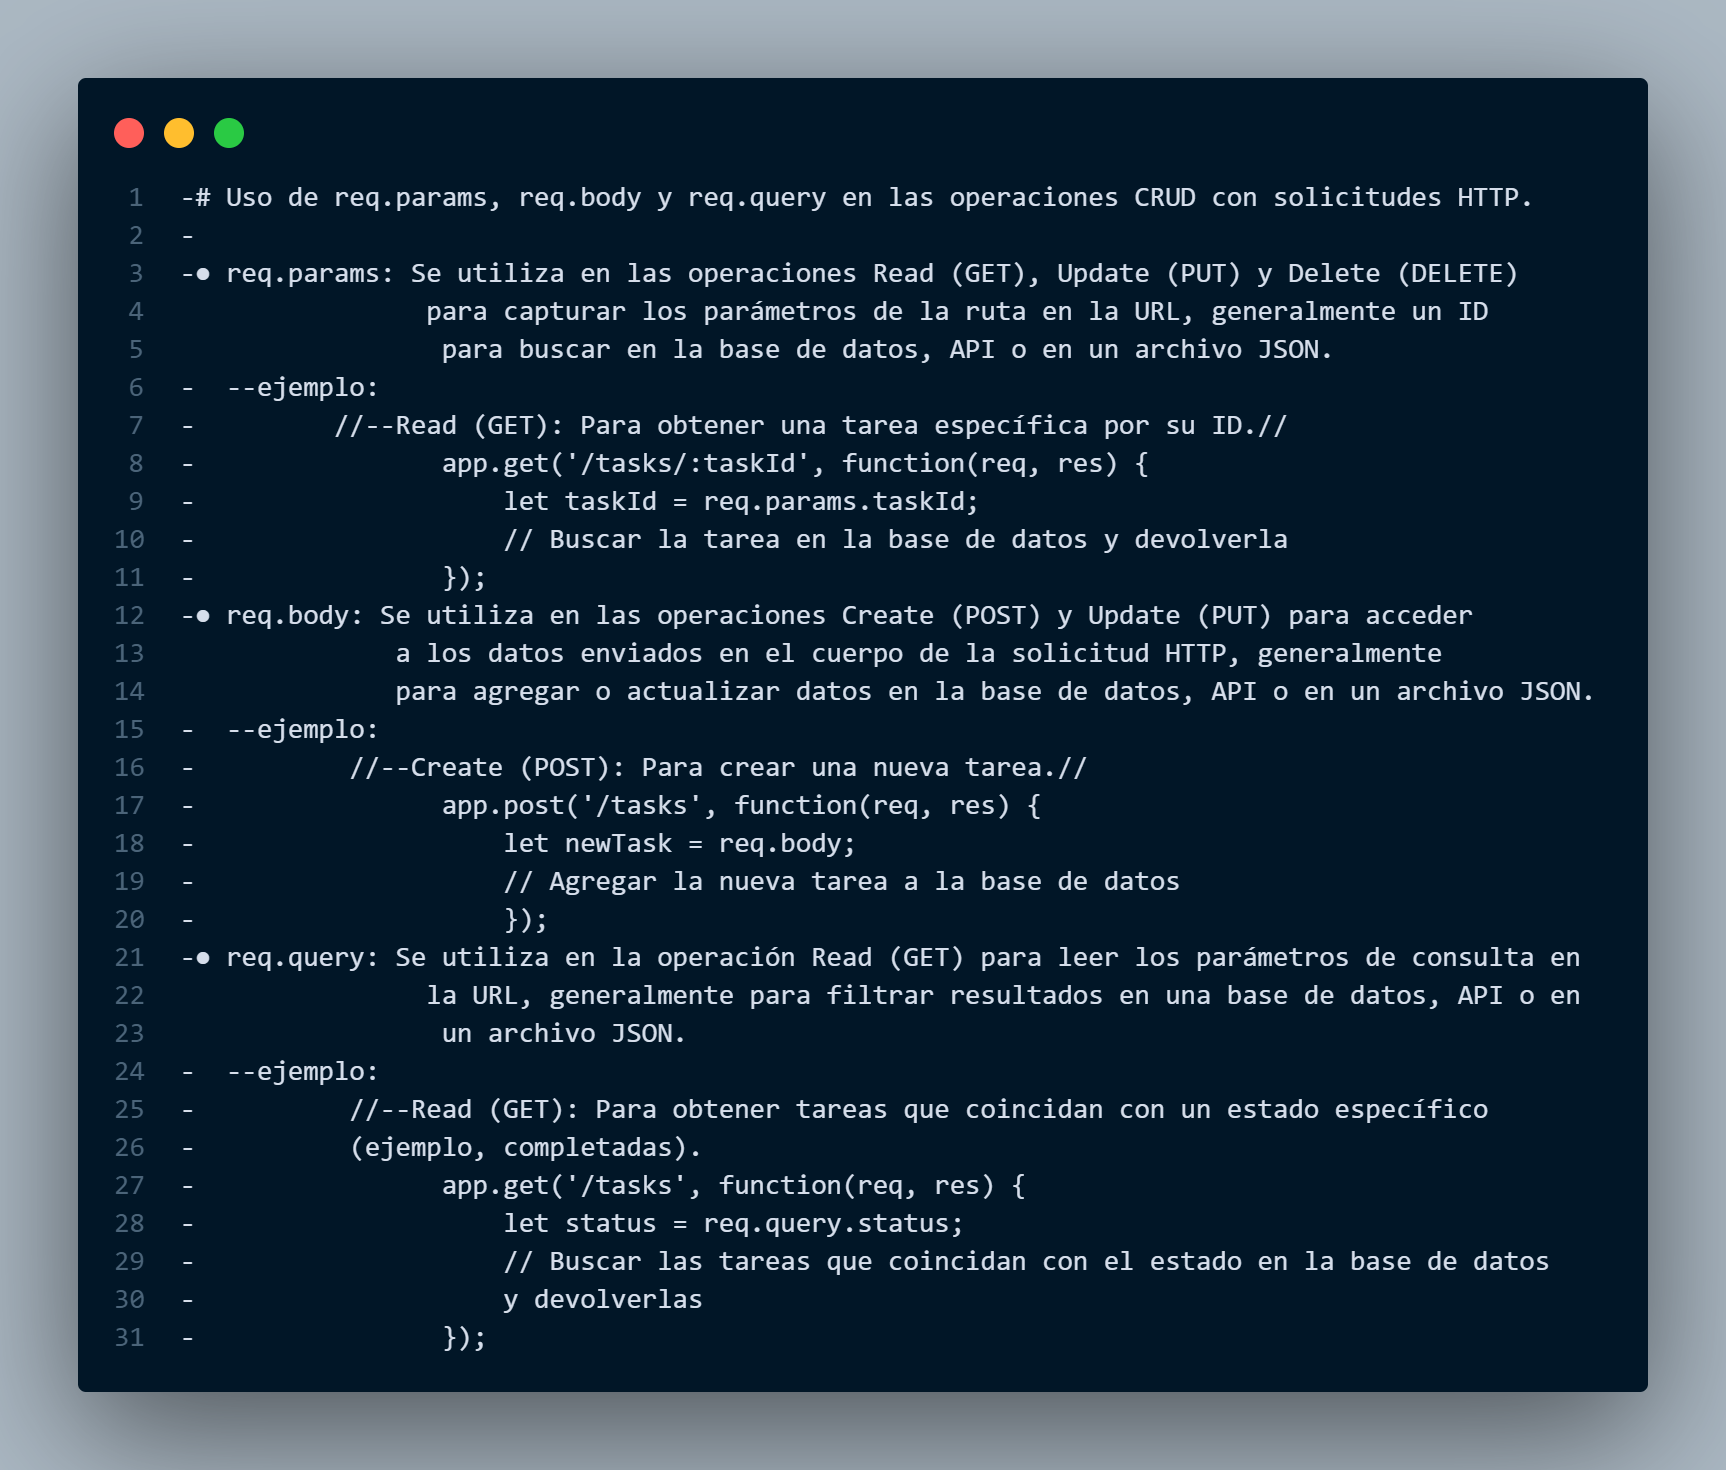 1 -# Uso de req.params, req.body y req.query en las operaciones CRUD con solicitudes HTTP.
2 -
3 -● req.params: Se utiliza en las operaciones Read (GET), Update (PUT) y Delete (DELETE)
4 para capturar los parámetros de la ruta en la URL, generalmente un ID
5 para buscar en la base de datos, API o en un archivo JSON.
6 - --ejemplo:
7 - //--Read (GET): Para obtener una tarea específica por su ID.//
8 - app.get('/tasks/:taskId', function(req, res) {
9 - let taskId = req.params.taskId;
10 - // Buscar la tarea en la base de datos y devolverla
11 - });
12 -● req.body: Se utiliza en las operaciones Create (POST) y Update (PUT) para acceder
13 a los datos enviados en el cuerpo de la solicitud HTTP, generalmente
14 para agregar o actualizar datos en la base de datos, API o en un archivo JSON.
15 - --ejemplo:
16 - //--Create (POST): Para crear una nueva tarea.//
17 - app.post('/tasks', function(req, res) {
18 - let newTask = req.body;
19 - // Agregar la nueva tarea a la base de datos
20 - });
21 -● req.query: Se utiliza en la operación Read (GET) para leer los parámetros de consulta en
22 la URL, generalmente para filtrar resultados en una base de datos, API o en
23 un archivo JSON.
24 - --ejemplo:
25 - //--Read (GET): Para obtener tareas que coincidan con un estado específico
26 - (ejemplo, completadas).
27 - app.get('/tasks', function(req, res) {
28 - let status = req.query.status;
29 - // Buscar las tareas que coincidan con el estado en la base de datos
30 - y devolverlas
31 - });